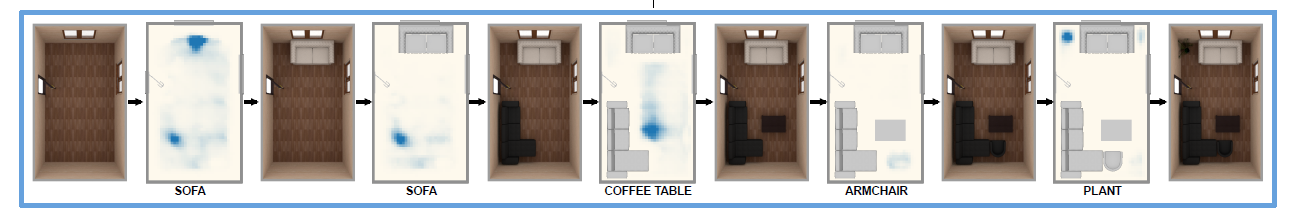 SOFA
SOFA
COFFEE TABLE
ARMCHAIR
PLANT